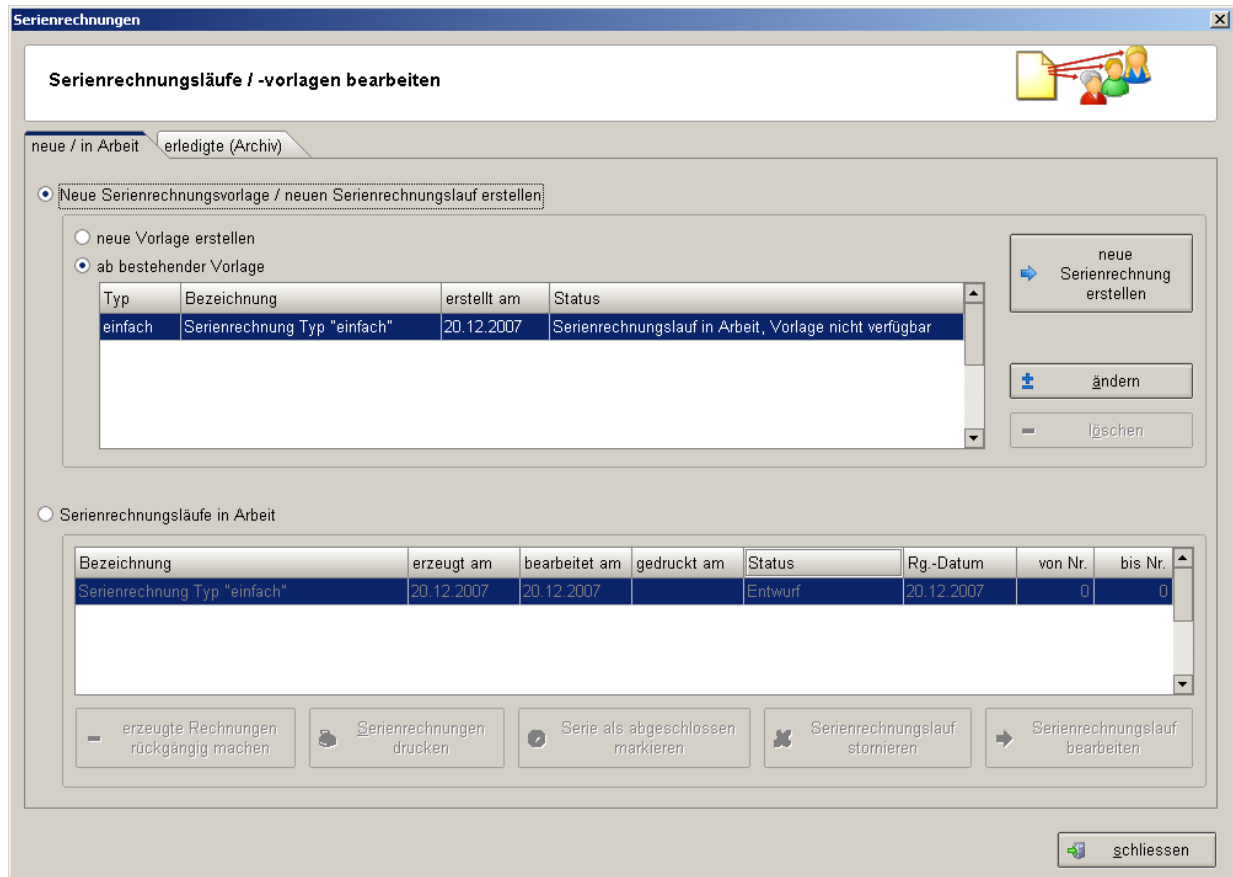 Serienrechnungen
Serienrechnungsläufe / -vorlagen bearbeiten
neue / in Arbeit erledigte (Archiv)
Neue Serienrechnungsvorlage / neuen Serienrechnungslauf erstellen
neue Vorlage erstellen
ab bestehender Vorlage
neue
Serienrechnung
erstellen
Typ Bezeichnung erstellt am Status
einfach Serienrechnung Typ "einfach" 20.12.2007 Serienrechnungslauf in Arbeit, Vorlage nicht verfügbar
ändern
löschen
Serienrechnungsläufe in Arbeit
Bezeichnung erzeugt am bearbeitet am gedruckt am Status Rg.-Datum von Nr. bis Nr.
Serienrechnung Typ "einfach" 20.12.2007 20.12.2007 Entwurf 20.12.2007 0 0
erzeugte Rechnungen
rückgängig machen
Serienrechnungen
drucken
Serie als abgeschlossen
markieren
Serienrechnungslauf
stornieren
Serienrechnungslauf
bearbeiten
schliessen